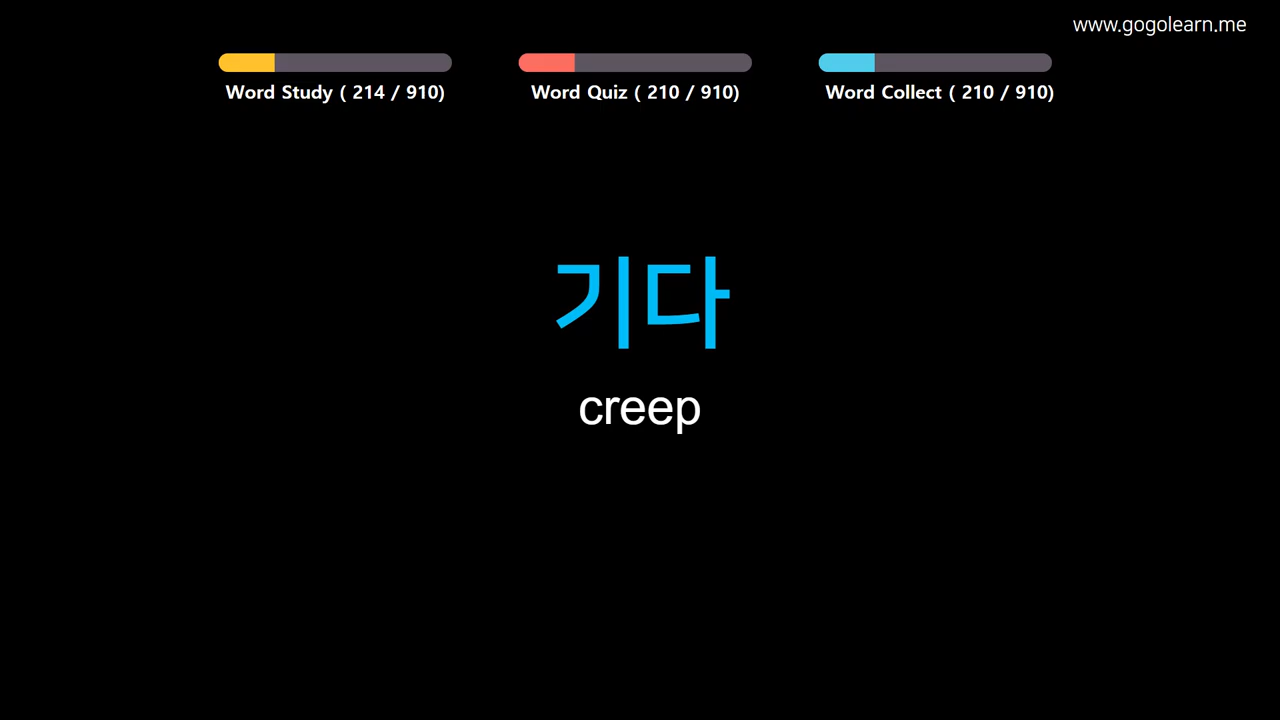 www.gogolearn.me
Word Study ( 214 / 910)
Word Quiz ( 210 / 910)
Word Collect ( 210 / 910)
기다
creep